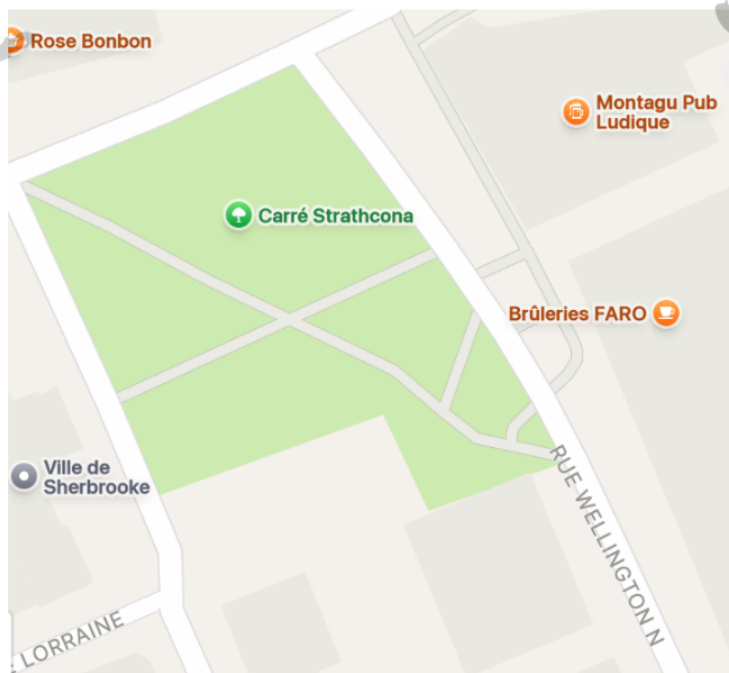 Rose Bonbon
Montagu Pub
Ludique
Carré Strathcona
Brûleries FARO
Ville de
Sherbrooke
RUE WELLINGTON N
LORRAINE